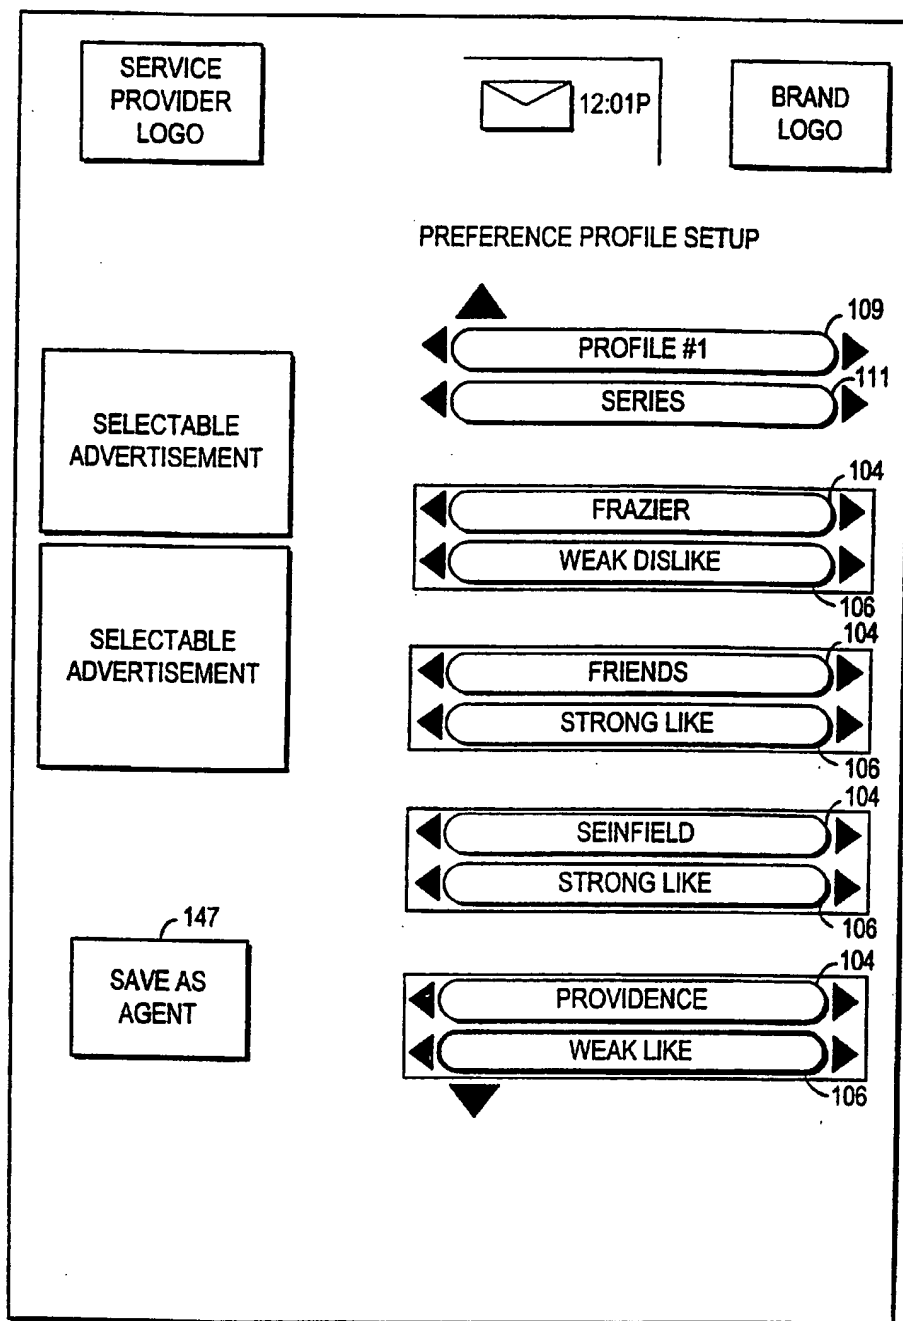 SERVICE
PROVIDER
LOGO
12:01P
BRAND
LOGO
PREFERENCE PROFILE SETUP
109
PROFILE #1
111
SERIES
SELECTABLE
ADVERTISEMENT
104
FRAZIER
WEAK DISLIKE
106
SELECTABLE
ADVERTISEMENT
104
FRIENDS
STRONG LIKE
106
104
SEINFIELD
STRONG LIKE
106
147
SAVE AS
AGENT
104
PROVIDENCE
WEAK LIKE
106